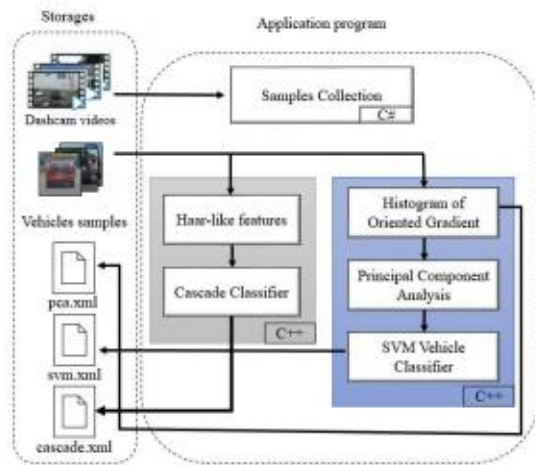 Storages
Application program
Dashcam videos
Samples Collection
C#
Vehicles samples
Haar-like features
Cascade Classifier
C++
Histogram of
Oriented Gradient
Principal Component
Analysis
SVM Vehicle
Classifier
C++
pca.xml
svm.xml
cascade.xml